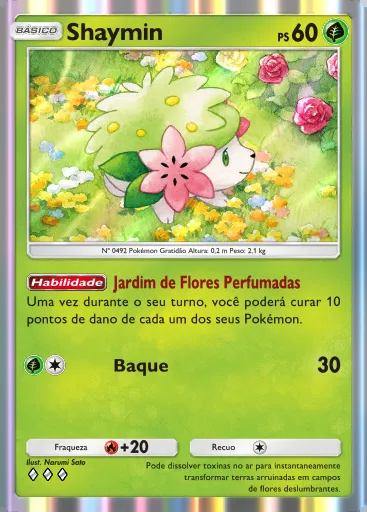 BÁSICO Shaymin PS 60
Nº 0492 Pokémon Gratidão Altura: 0,2 m Peso: 2,1 kg
Habilidade Jardim de Flores Perfumadas
Uma vez durante o seu turno, você poderá curar 10
pontos de dano de cada um dos seus Pokémon.
Baque 30
Fraqueza +20 Recuo
Ilust. Narumi Sato
Pode dissolver toxinas no ar para instantaneamente
transformar terras arruinadas em campos
de flores deslumbrantes.